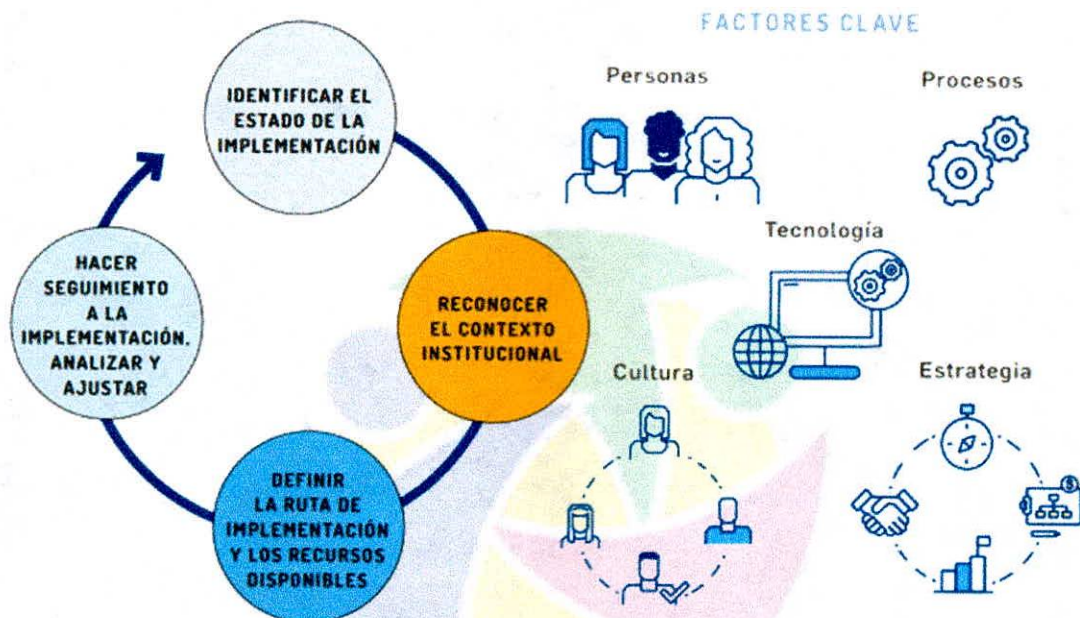 FACTORES CLAVE
IDENTIFICAR EL
ESTADO DE LA
IMPLEMENTACIÓN
RECONOCER
EL CONTEXTO
INSTITUCIONAL
DEFINIR
LA RUTA DE
IMPLEMENTACIÓN
Y LOS RECURSOS
DISPONIBLES
HACER
SEGUIMIENTO
A LA
IMPLEMENTACIÓN.
ANALIZAR Y
AJUSTAR
Personas
Procesos
Tecnología
Cultura
Estrategia
$